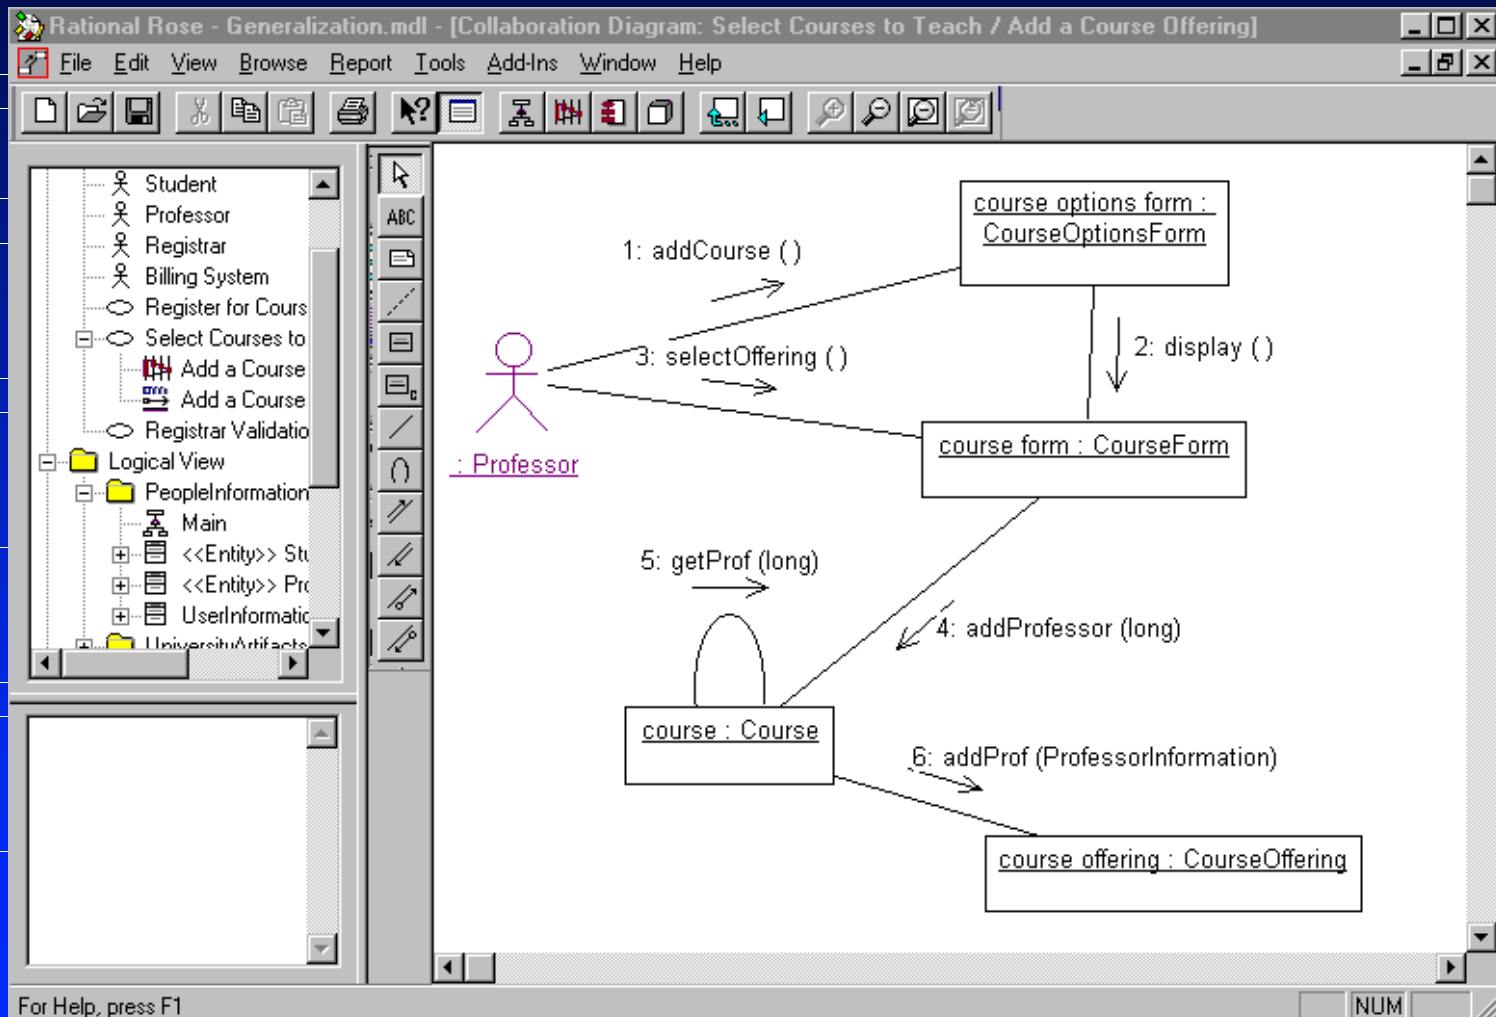 Rational Rose - Generalization.mdl - [Collaboration Diagram: Select Courses to Teach / Add a Course Offering]
File Edit View Browse Report Tools Add-Ins Window Help
Student
Professor
Registrar
Billing System
Register for Cours
Select Courses to
Add a Course
Add a Course
Registrar Validatio
Logical View
PeopleInformation
Main
<<Entity>> Stu
<<Entity>> Pro
UserInformatic
UniversityArtifacts
ABC
course options form :
CourseOptionsForm
1: addCourse ( )
3: selectOffering ( )
2: display ( )
: Professor
course form : CourseForm
5: getProf (long)
4: addProfessor (long)
course : Course
6: addProf (ProfessorInformation)
course offering : CourseOffering
For Help, press F1
NUM